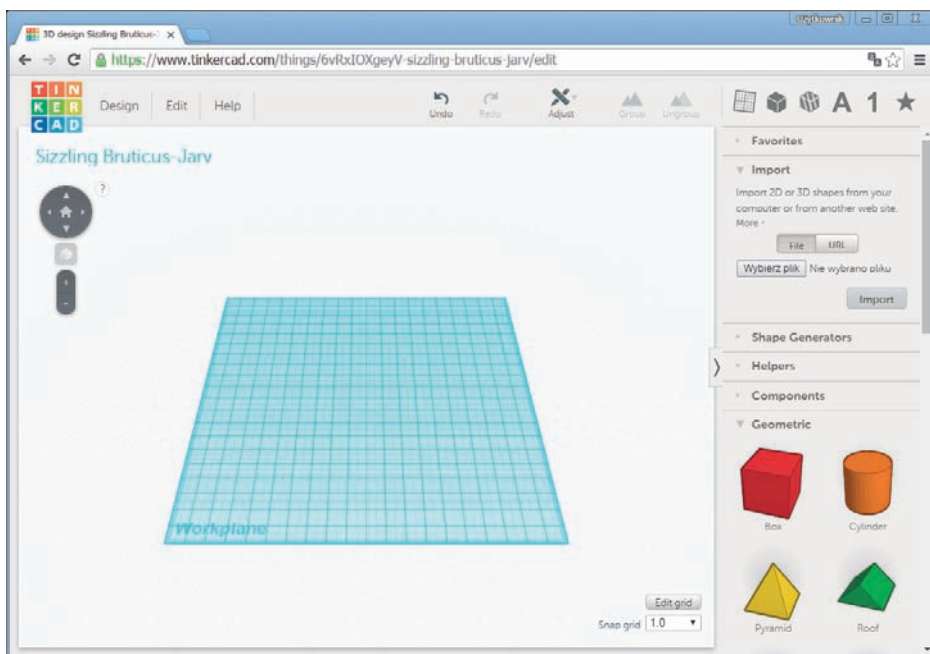 Użytkownik
3D design Sizzling Bruticus-
https://www.tinkercad.com/things/6vRxIOXgeyV-sizzling-bruticus-jarv/edit
TIN
KER
CAD
Design Edit Help
Undo Redo Adjust Group Ungroup
A 1
Sizzling Bruticus-Jarv
?
Favorites
Import
Import 2D or 3D shapes from your
computer or from another web site.
More
File URL
Wybierz plik Nie wybrano pliku
Import
Shape Generators
Helpers
Components
Geometric
Box Cylinder
Pyramid Roof
Workplane
Edit grid
Snap grid 1.0